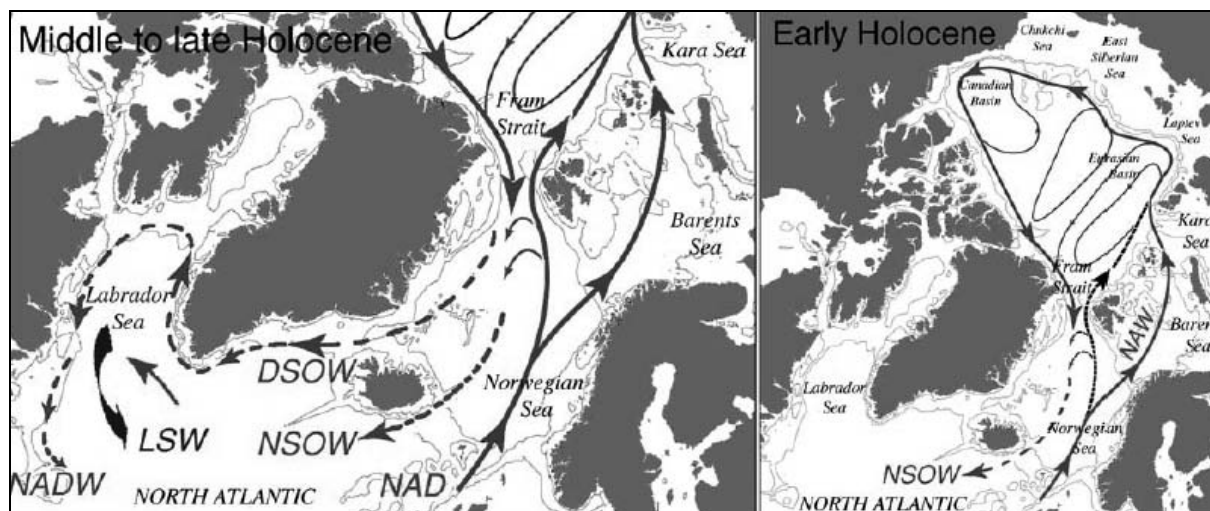 Middle to late Holocene
Kara Sea
Fram
Strait
Barents
Sea
Labrador
Sea
DSOW
Norwegian
Sea
LSW
NSOW
NADW
NAD
NORTH ATLANTIC
Early Holocene
Chukchi
Sea
East
Siberian
Sea
Canadian
Basin
Laptev
Sea
Eurasian
Basin
Kara
Sea
Fram
Strait
NAW
Barents
Sea
Labrador
Sea
Norwegian
Sea
NSOW
NORTH ATLANTIC